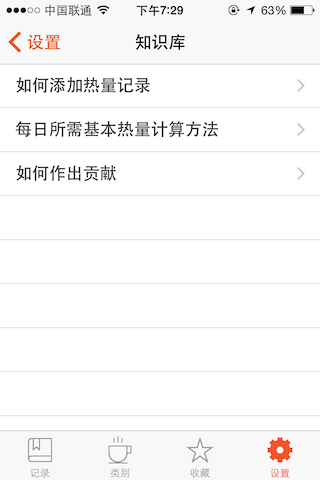 中国联通 下午7:29 63%
设置 知识库
如何添加热量记录
每日所需基本热量计算方法
如何作出贡献
记录 类别 收藏 设置